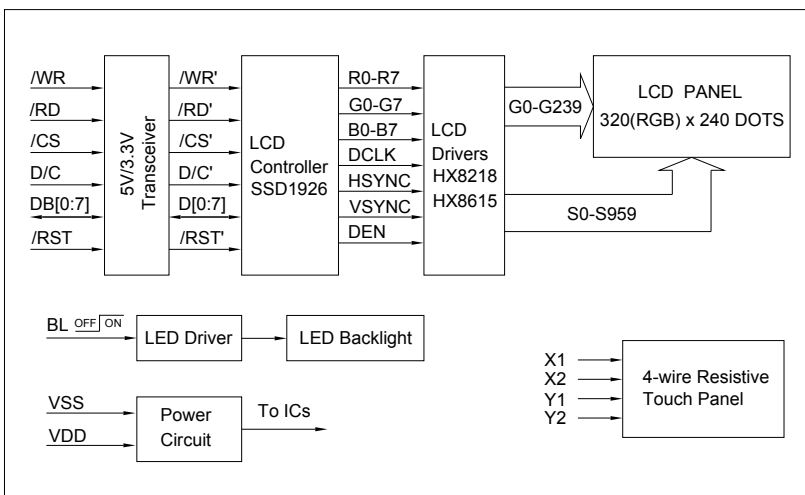 /WR
/RD
/CS
D/C
DB[0:7]
/RST
5V/3.3V
Transceiver
/WR'
/RD'
/CS'
D/C'
D[0:7]
/RST'
LCD
Controller
SSD1926
R0-R7
G0-G7
B0-B7
DCLK
HSYNC
VSYNC
DEN
LCD
Drivers
HX8218
HX8615
G0-G239
S0-S959
LCD PANEL
320(RGB) x 240 DOTS
BL OFF ON
LED Driver
LED Backlight
VSS
VDD
Power
Circuit
To ICs
X1
X2
Y1
Y2
4-wire Resistive
Touch Panel